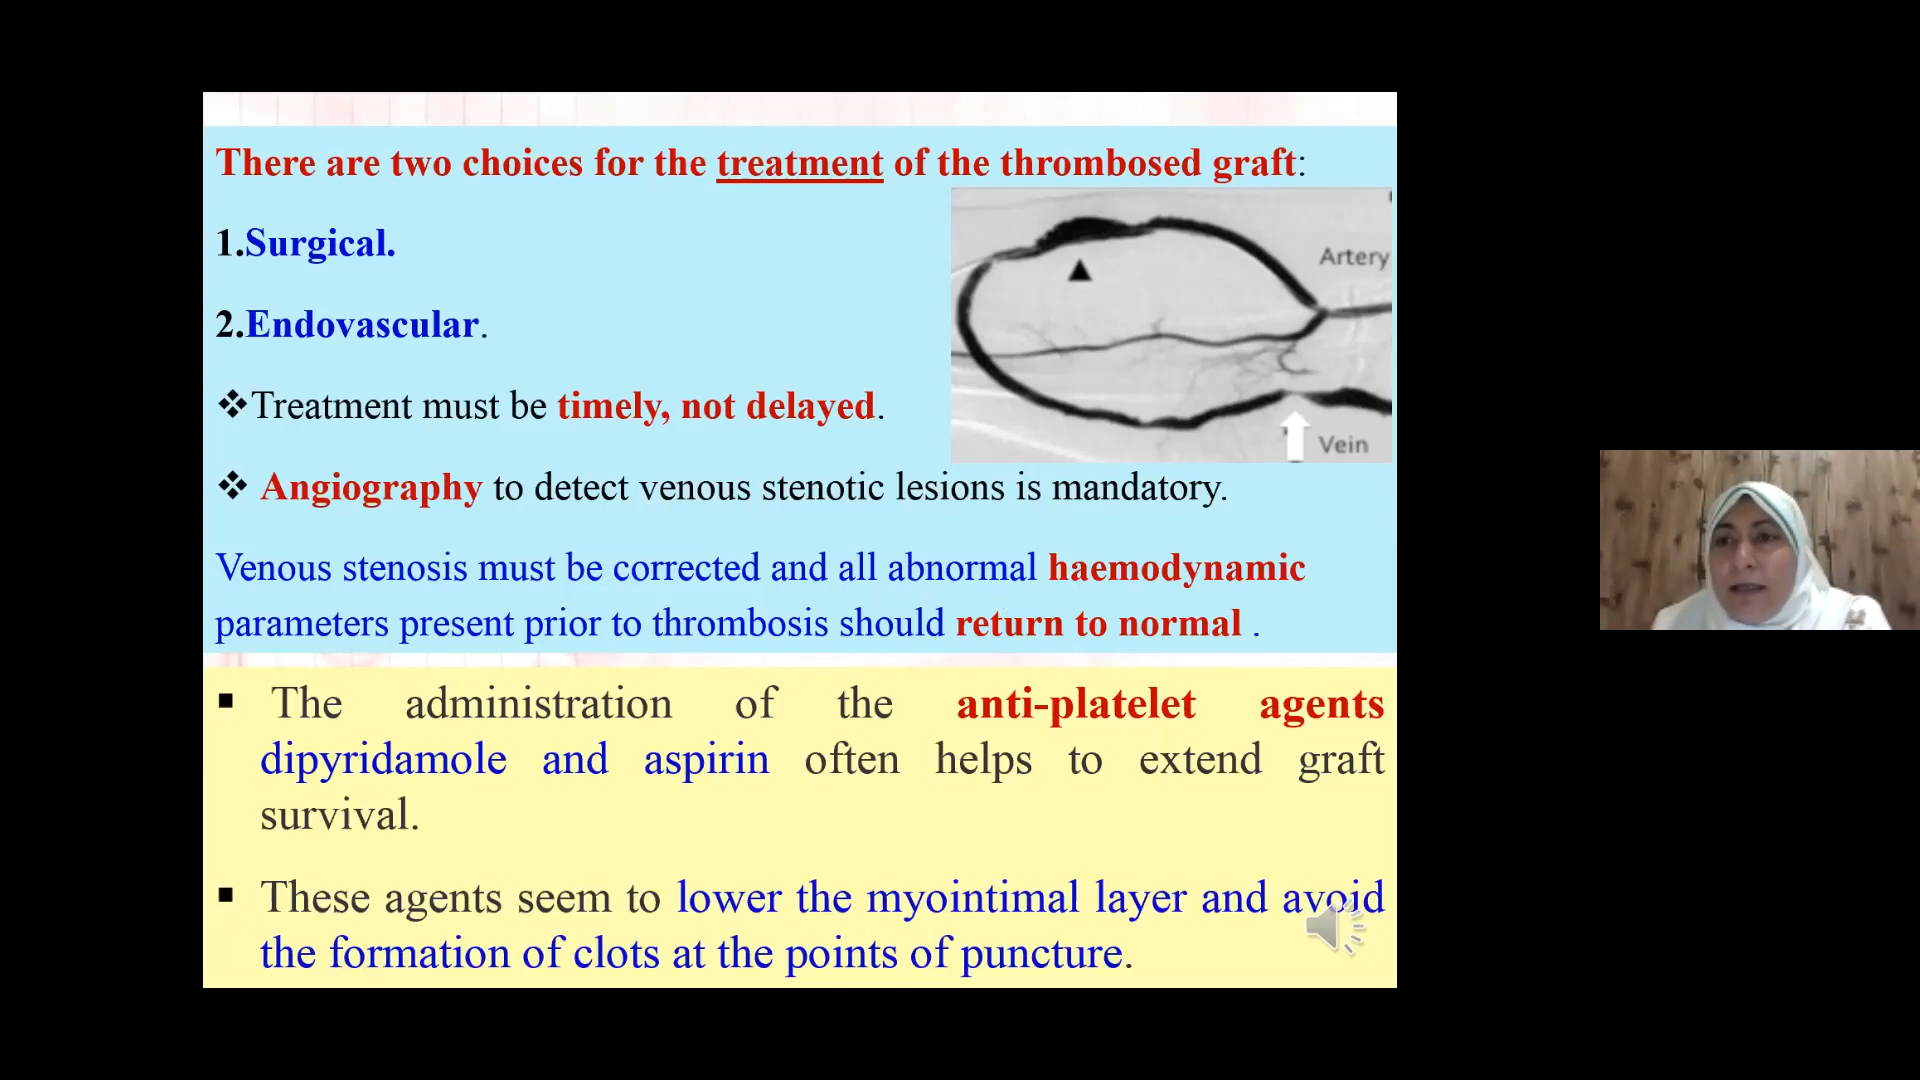 There are two choices for the treatment of the thrombosed graft:
1.Surgical.
Artery
2.Endovascular.
❖Treatment must be timely, not delayed.
Vein
❖ Angiography to detect venous stenotic lesions is mandatory.
Venous stenosis must be corrected and all abnormal haemodynamic
parameters present prior to thrombosis should return to normal .
▪ The administration of the anti-platelet agents
dipyridamole and aspirin often helps to extend graft
survival.
▪ These agents seem to lower the myointimal layer and avoid
the formation of clots at the points of puncture.